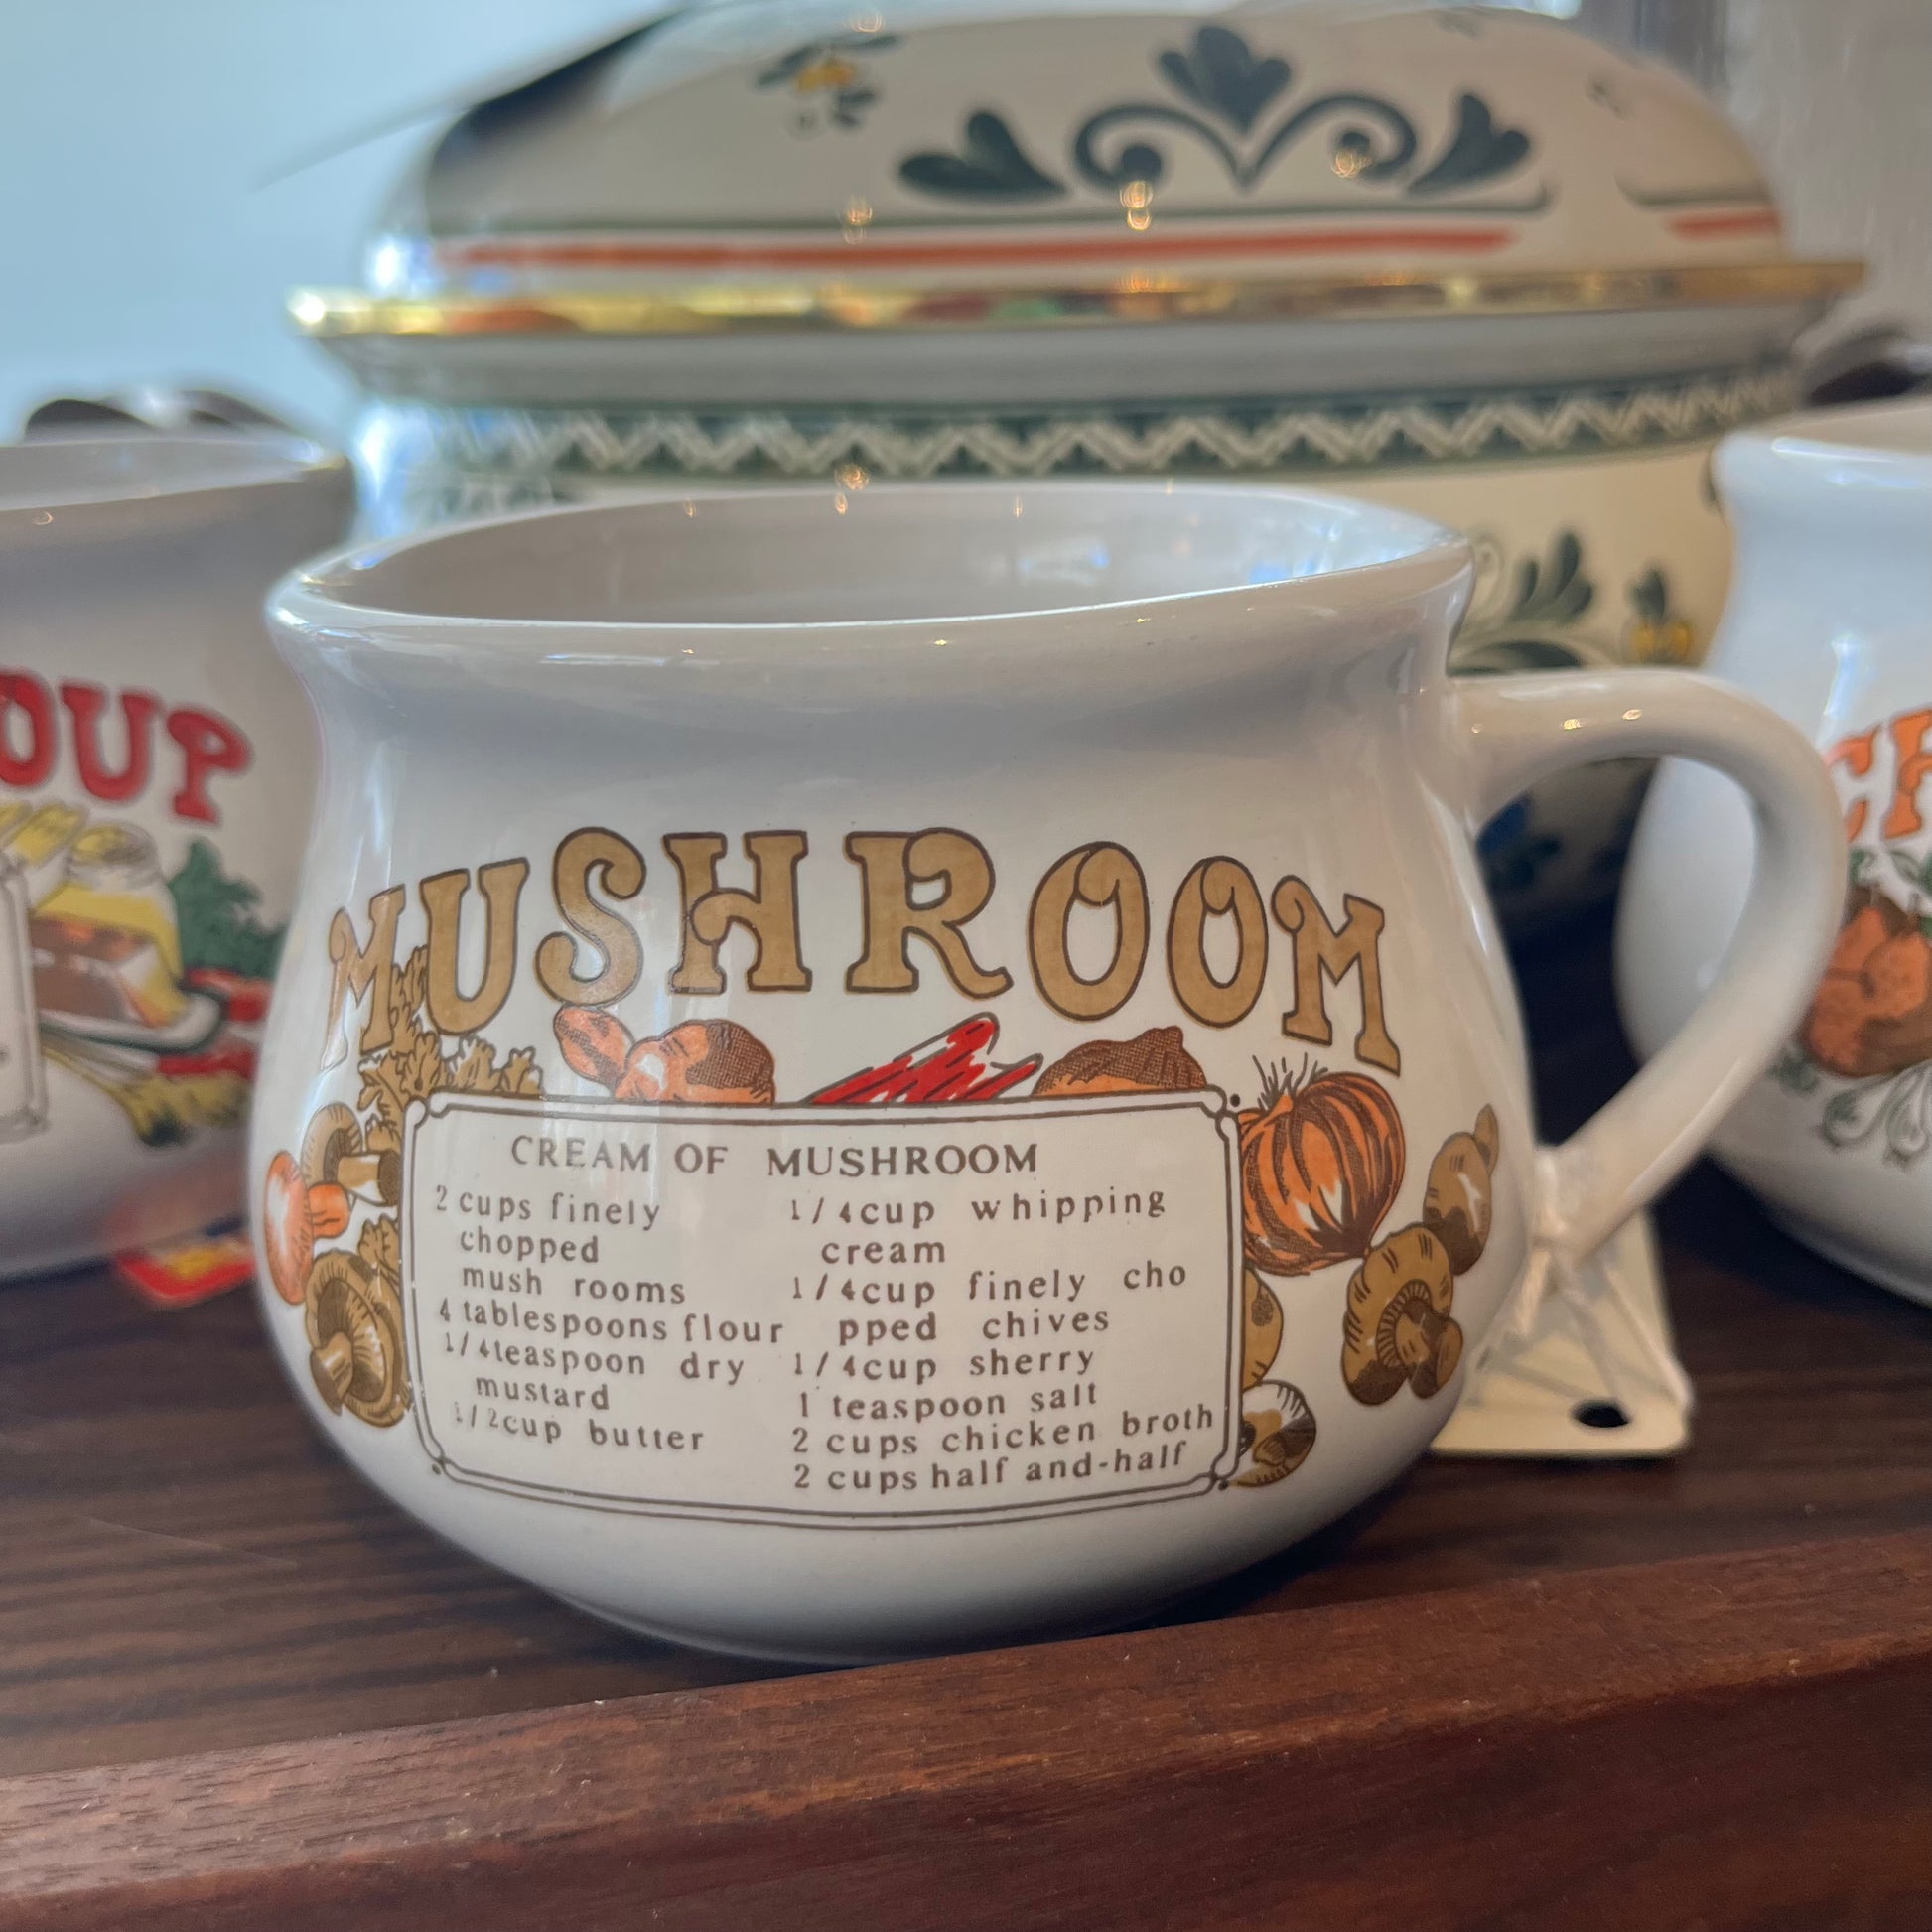 OUP
MUSHROOM
CREAM OF MUSHROOM
2 cups finely
chopped
mush rooms
4 tablespoons flour
1/4teaspoon dry
mustard
1/2cup butter
1/4cup whipping
cream
1/4cup finely cho
pped chives
1/4cup sherry
1 teaspoon salt
2 cups chicken broth
2 cups half and-half